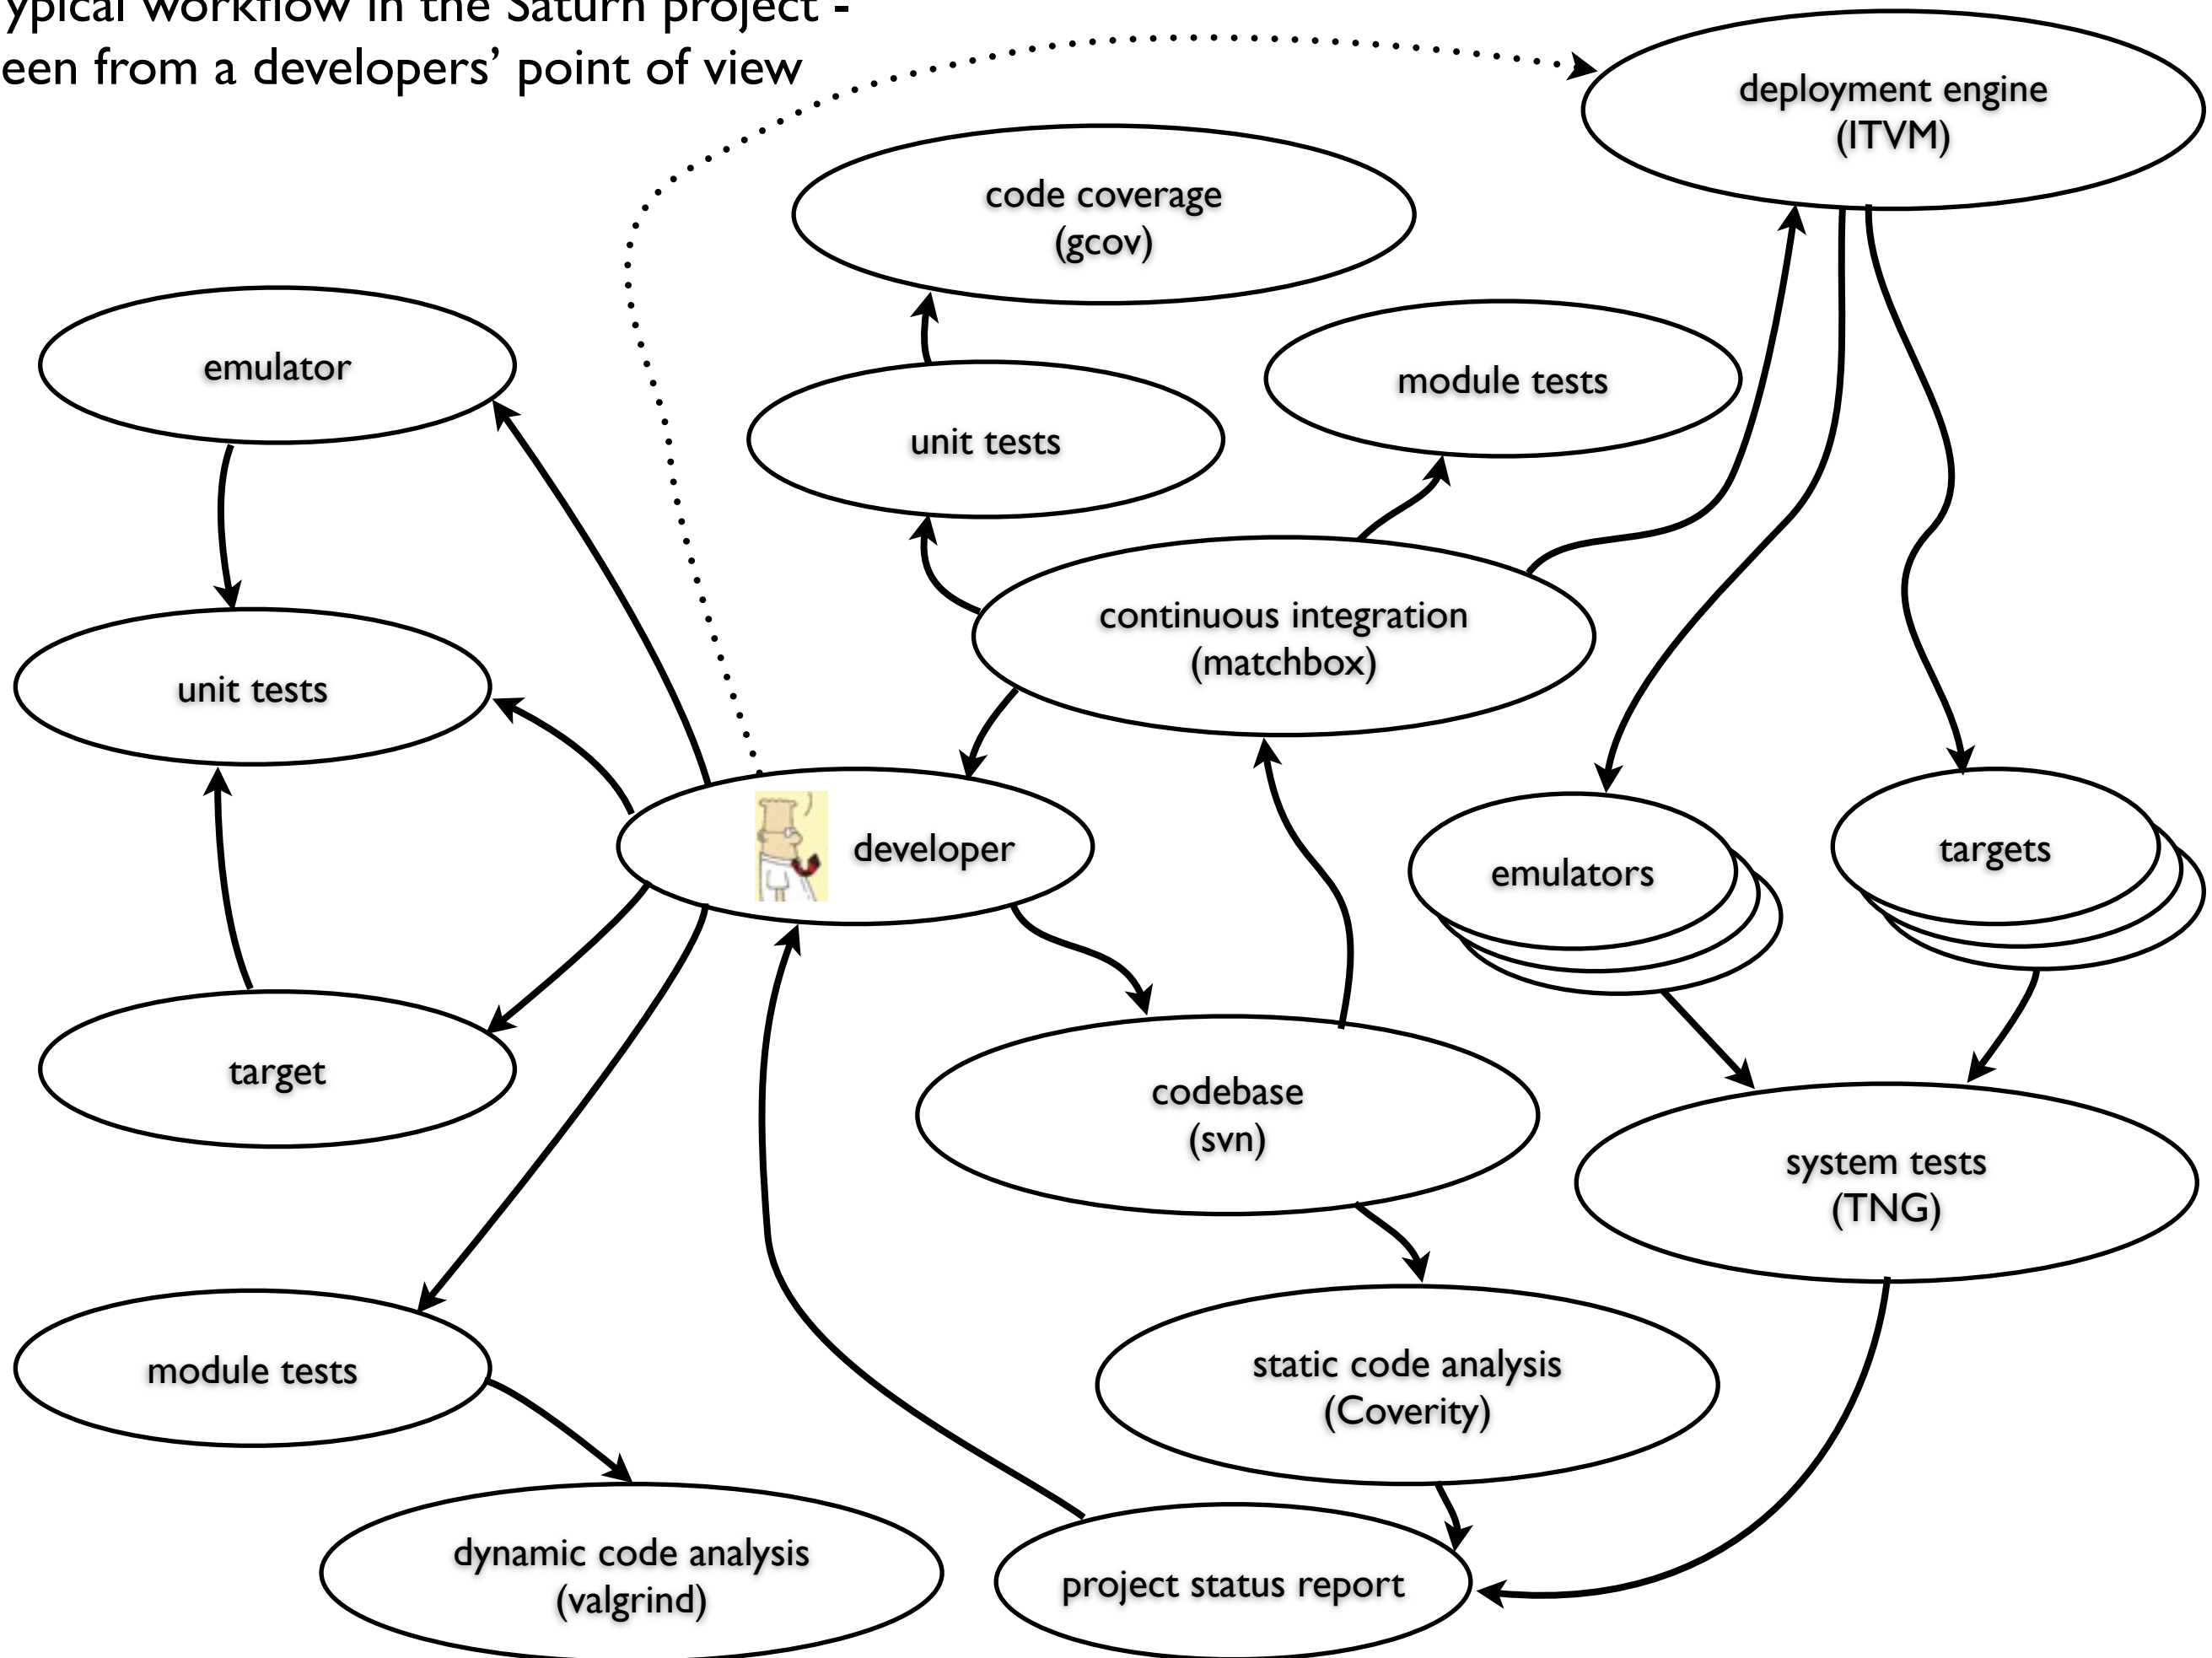 ypical workflow in the Saturn project -
een from a developers’ point of view
deployment engine
(ITVM)
code coverage
(gcov)
emulator
module tests
unit tests
continuous integration
(matchbox)
unit tests
developer
emulators
targets
target
codebase
(svn)
system tests
(TNG)
module tests
static code analysis
(Coverity)
dynamic code analysis
(valgrind)
project status report